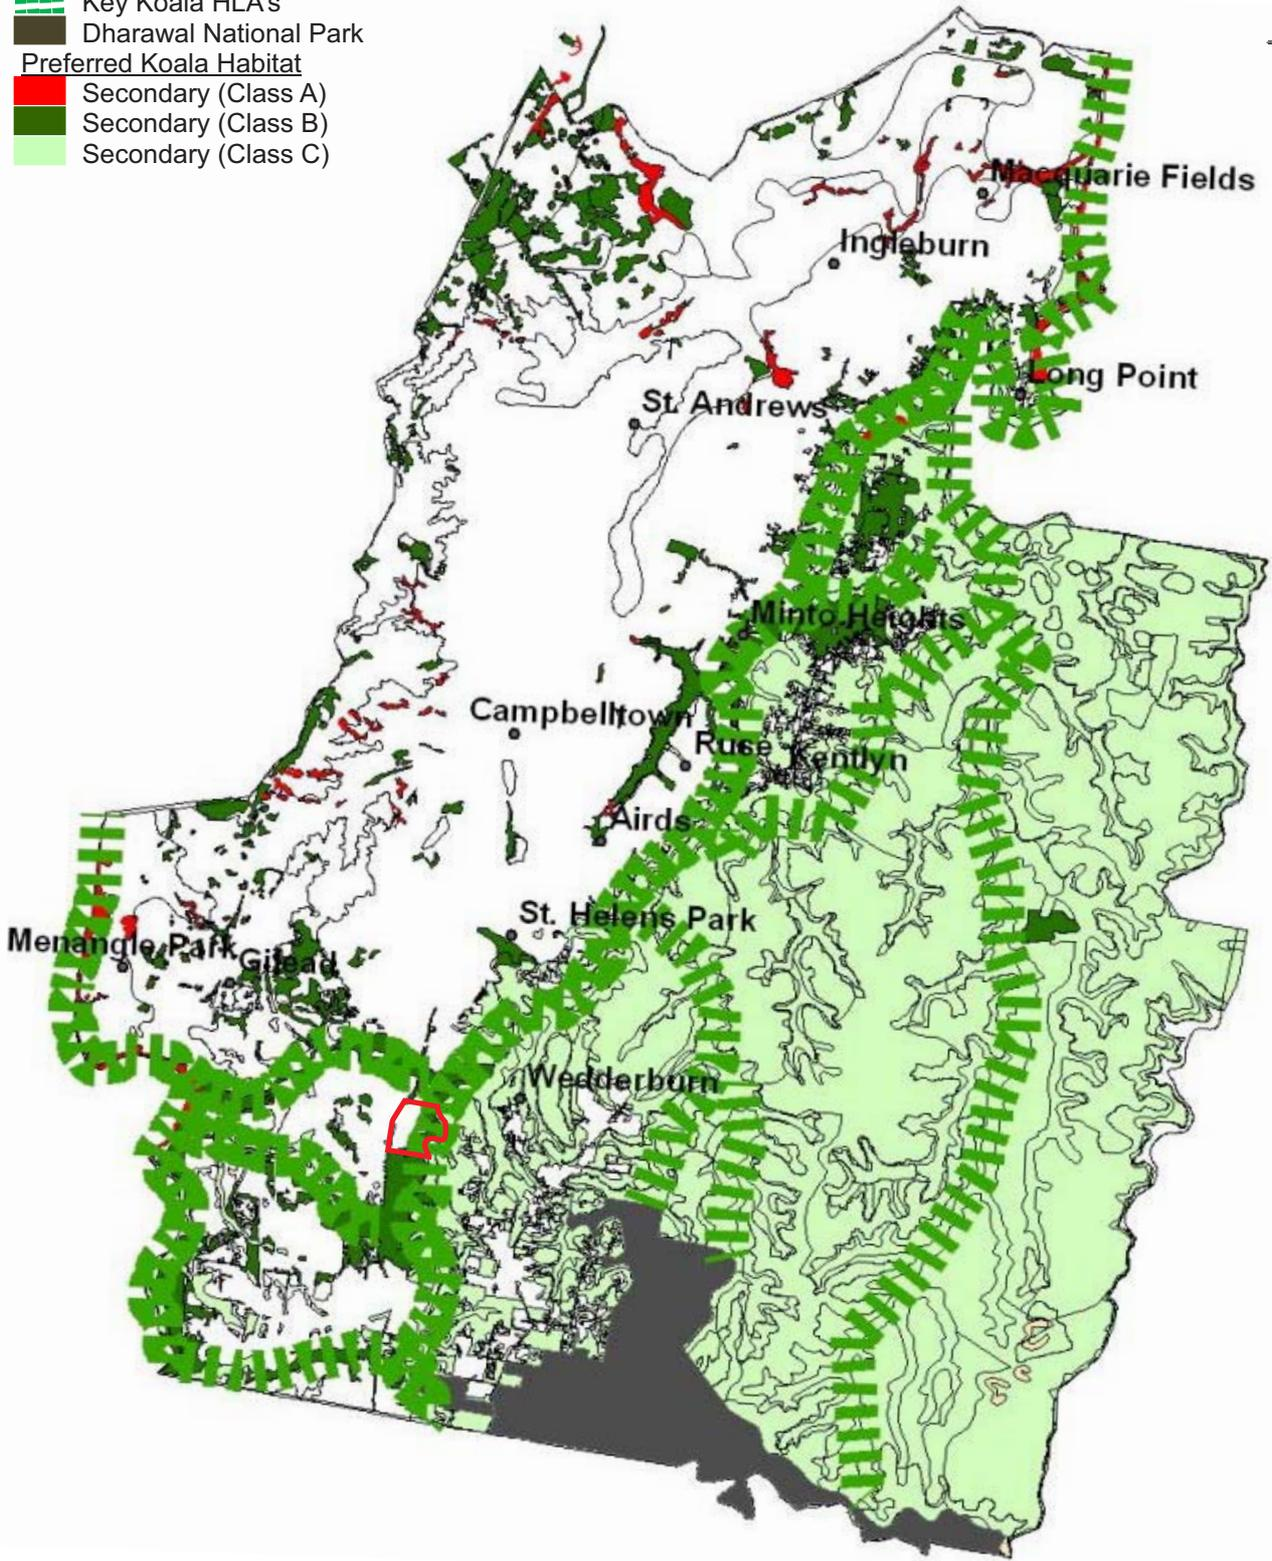 Key Koala HLA's
Dharawal National Park
Preferred Koala Habitat
Secondary (Class A)
Secondary (Class B)
Secondary (Class C)
Macquarie Fields
Ingleburn
Long Point
St. Andrews
Minto Heights
Campbelltown
Ruse
Kentlyn
Airds
St. Helens Park
Menangle Park
Gilead
Wedderburn